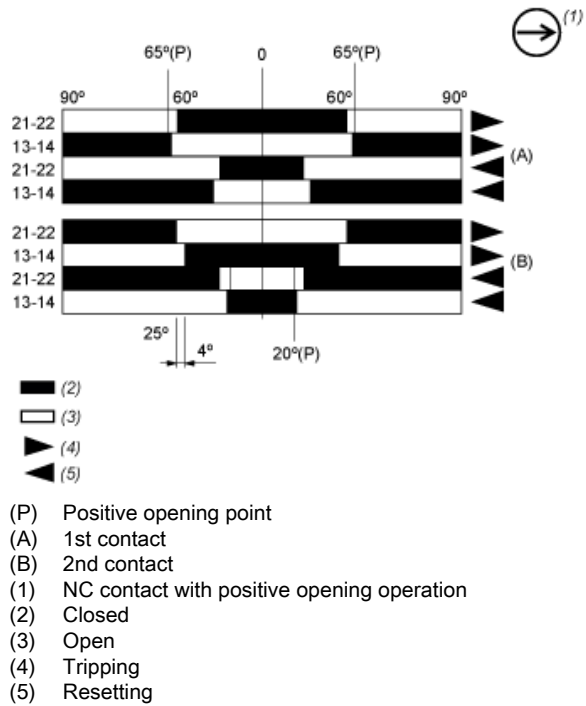 (1)
65º(P) 0 65º(P)
90º 60º 60º 90º
21-22
13-14
(A)
21-22
13-14
21-22
13-14
(B)
21-22
13-14
25º
4º
20º(P)
(2)
(3)
(4)
(5)
(P) Positive opening point
(A) 1st contact
(B) 2nd contact
(1) NC contact with positive opening operation
(2) Closed
(3) Open
(4) Tripping
(5) Resetting